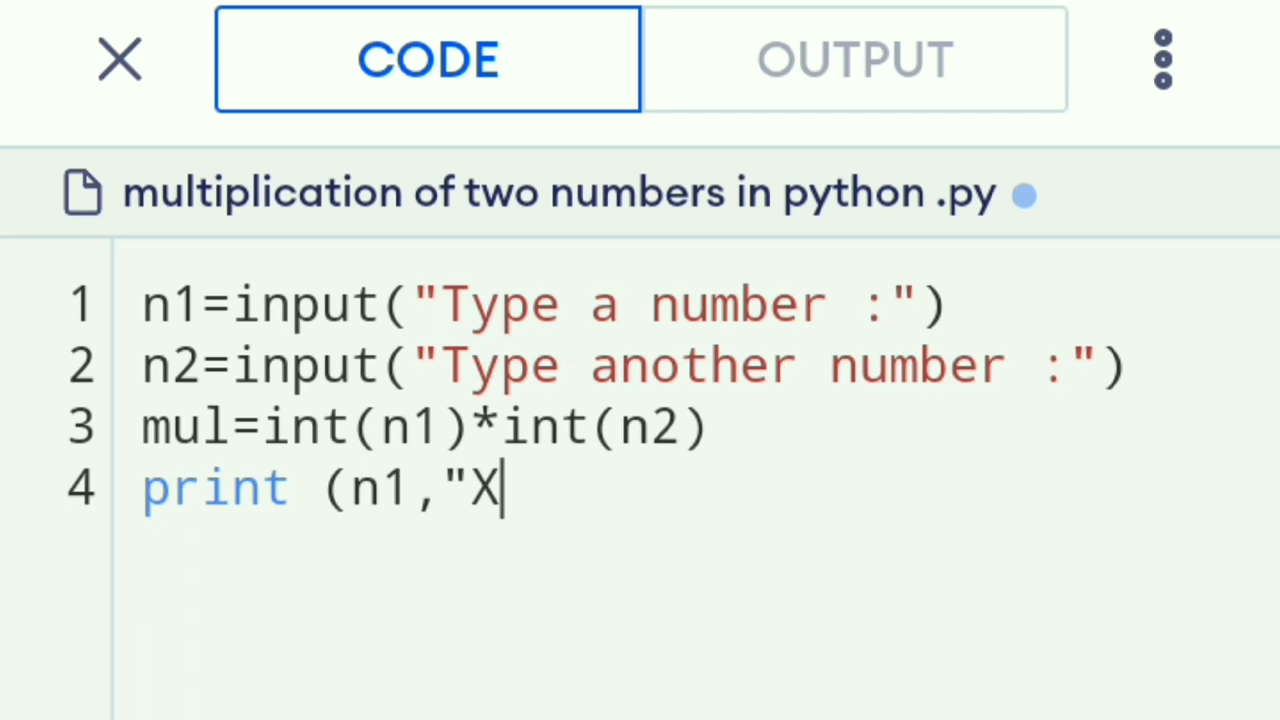 CODE OUTPUT
multiplication of two numbers in python .py
1 n1=input("Type a number :")
2 n2=input("Type another number :")
3 mul=int(n1)*int(n2)
4 print (n1,"X